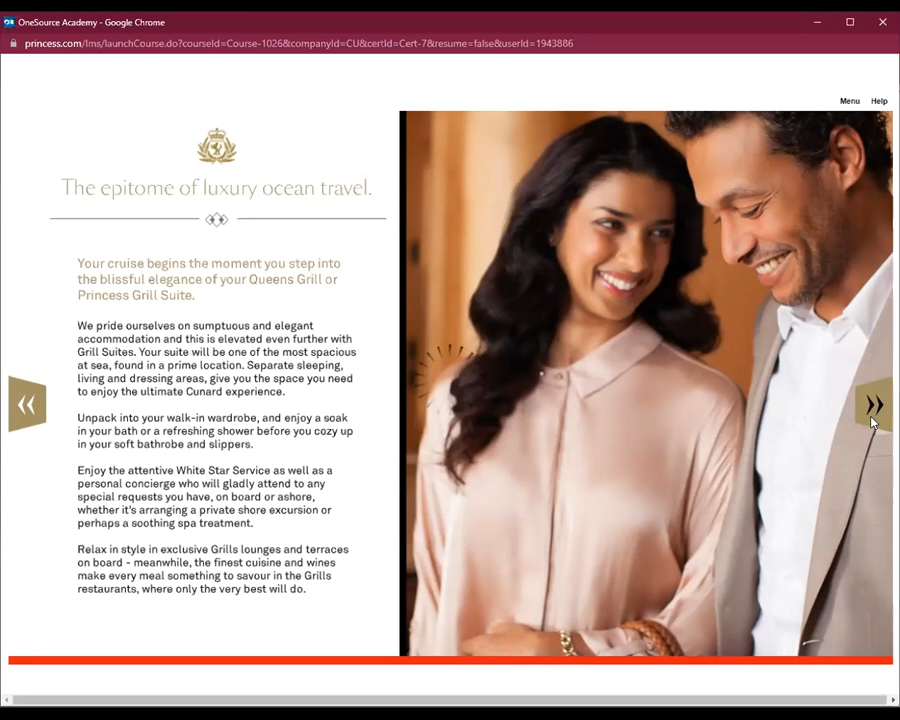 OneSource Academy - Google Chrome
princess.com/lms/launchCourse.do?courseId=Course-1026&companyId=CU&certId=Cert-7&resume=false&userId=1943886
Menu Help
The epitome of luxury ocean travel.
Your cruise begins the moment you step into
the blissful elegance of your Queens Grill or
Princess Grill Suite.
We pride ourselves on sumptuous and elegant
accommodation and this is elevated even further with
Grill Suites. Your suite will be one of the most spacious
at sea, found in a prime location. Separate sleeping,
living and dressing areas, give you the space you need
to enjoy the ultimate Cunard experience.
Unpack into your walk-in wardrobe, and enjoy a soak
in your bath or a refreshing shower before you cozy up
in your soft bathrobe and slippers.
Enjoy the attentive White Star Service as well as a
personal concierge who will gladly attend to any
special requests you have, on board or ashore,
whether it's arranging a private shore excursion or
perhaps a soothing spa treatment.
Relax in style in exclusive Grills lounges and terraces
on board - meanwhile, the finest cuisine and wines
make every meal something to savour in the Grills
restaurants, where only the very best will do.